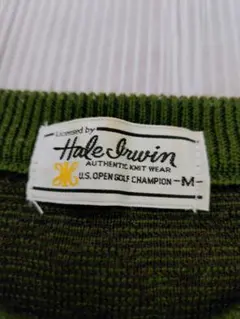 Licensed by
Hale Irwin
AUTHENTIC KNIT WEAR
U.S. OPEN GOLF CHAMPION -M-